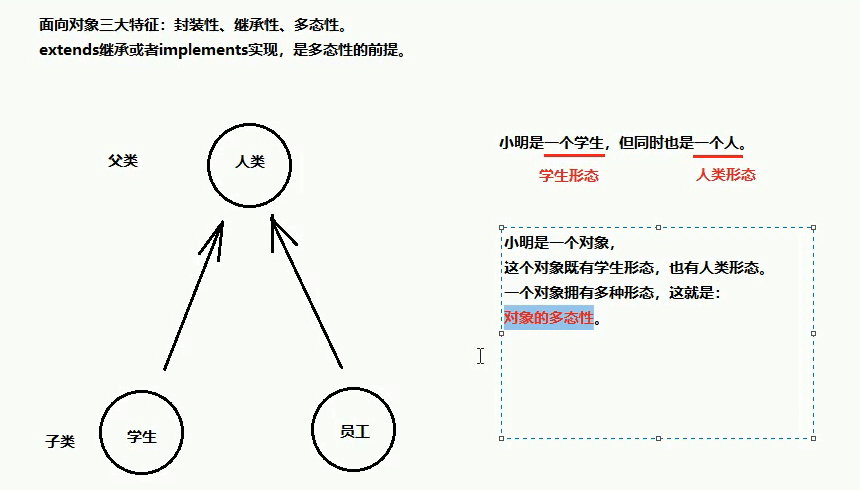 面向对象三大特征：封装性、继承性、多态性。
extends继承或者implements实现，是多态性的前提。
父类
人类
小明是一个学生，但同时也是一个人。
学生形态
人类形态
小明是一个对象，
这个对象既有学生形态，也有人类形态。
一个对象拥有多种形态，这就是：
对象的多态性。
子类
学生
员工